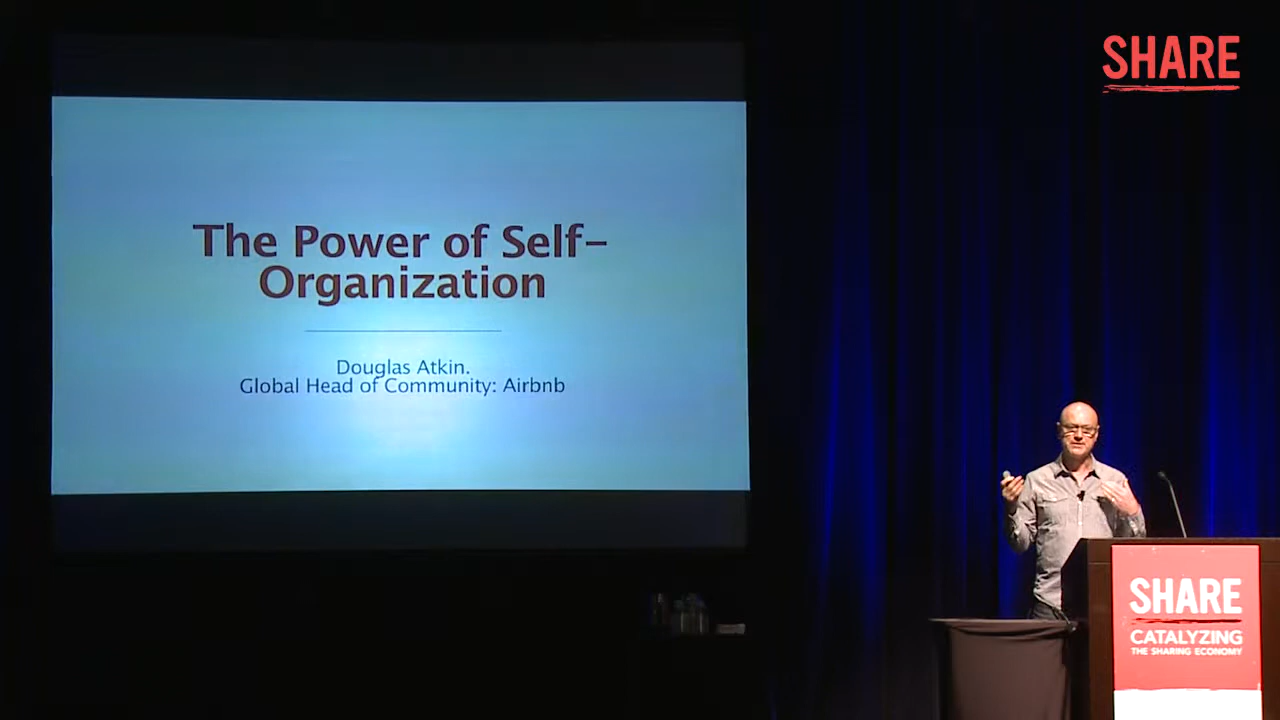 SHARE
The Power of Self-
Organization
Douglas Atkin.
Global Head of Community: Airbnb
SHARE
CATALYZING
THE SHARING ECONOMY